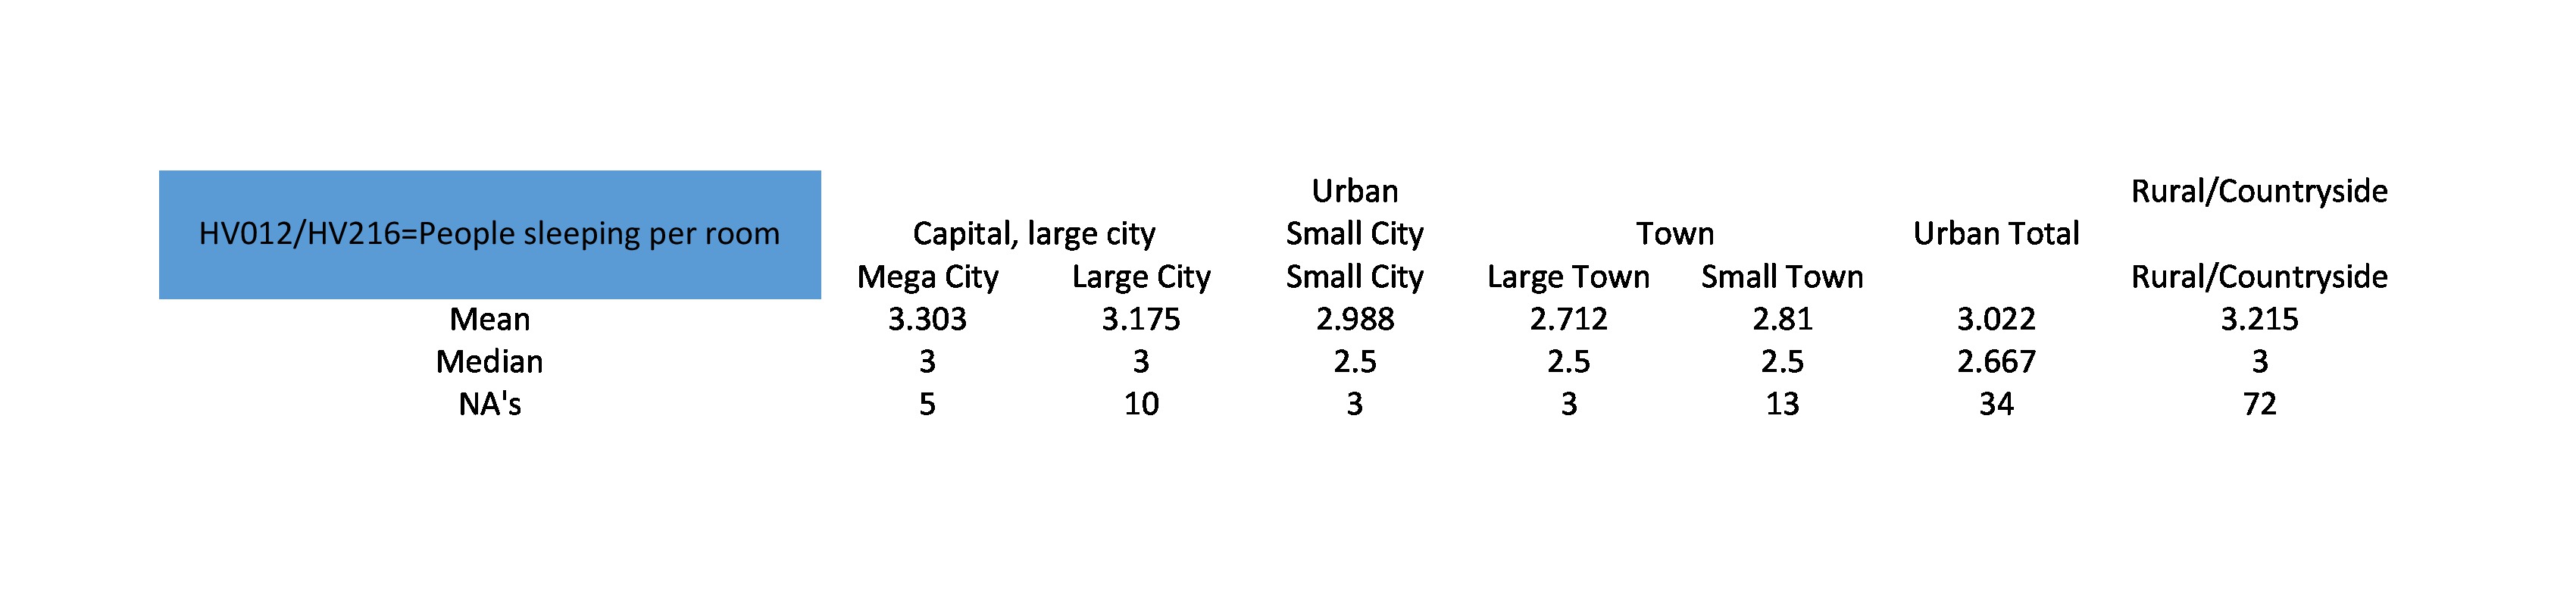 Urban Rural/Countryside
HV012/HV216=People sleeping per room Capital, large city Small City Town Urban Total
Mega City Large City Small City Large Town Small Town Rural/Countryside
Mean 3.303 3.175 2.988 2.712 2.81 3.022 3.215
Median 3 3 2.5 2.5 2.5 2.667 3
NA's 5 10 3 3 13 34 72